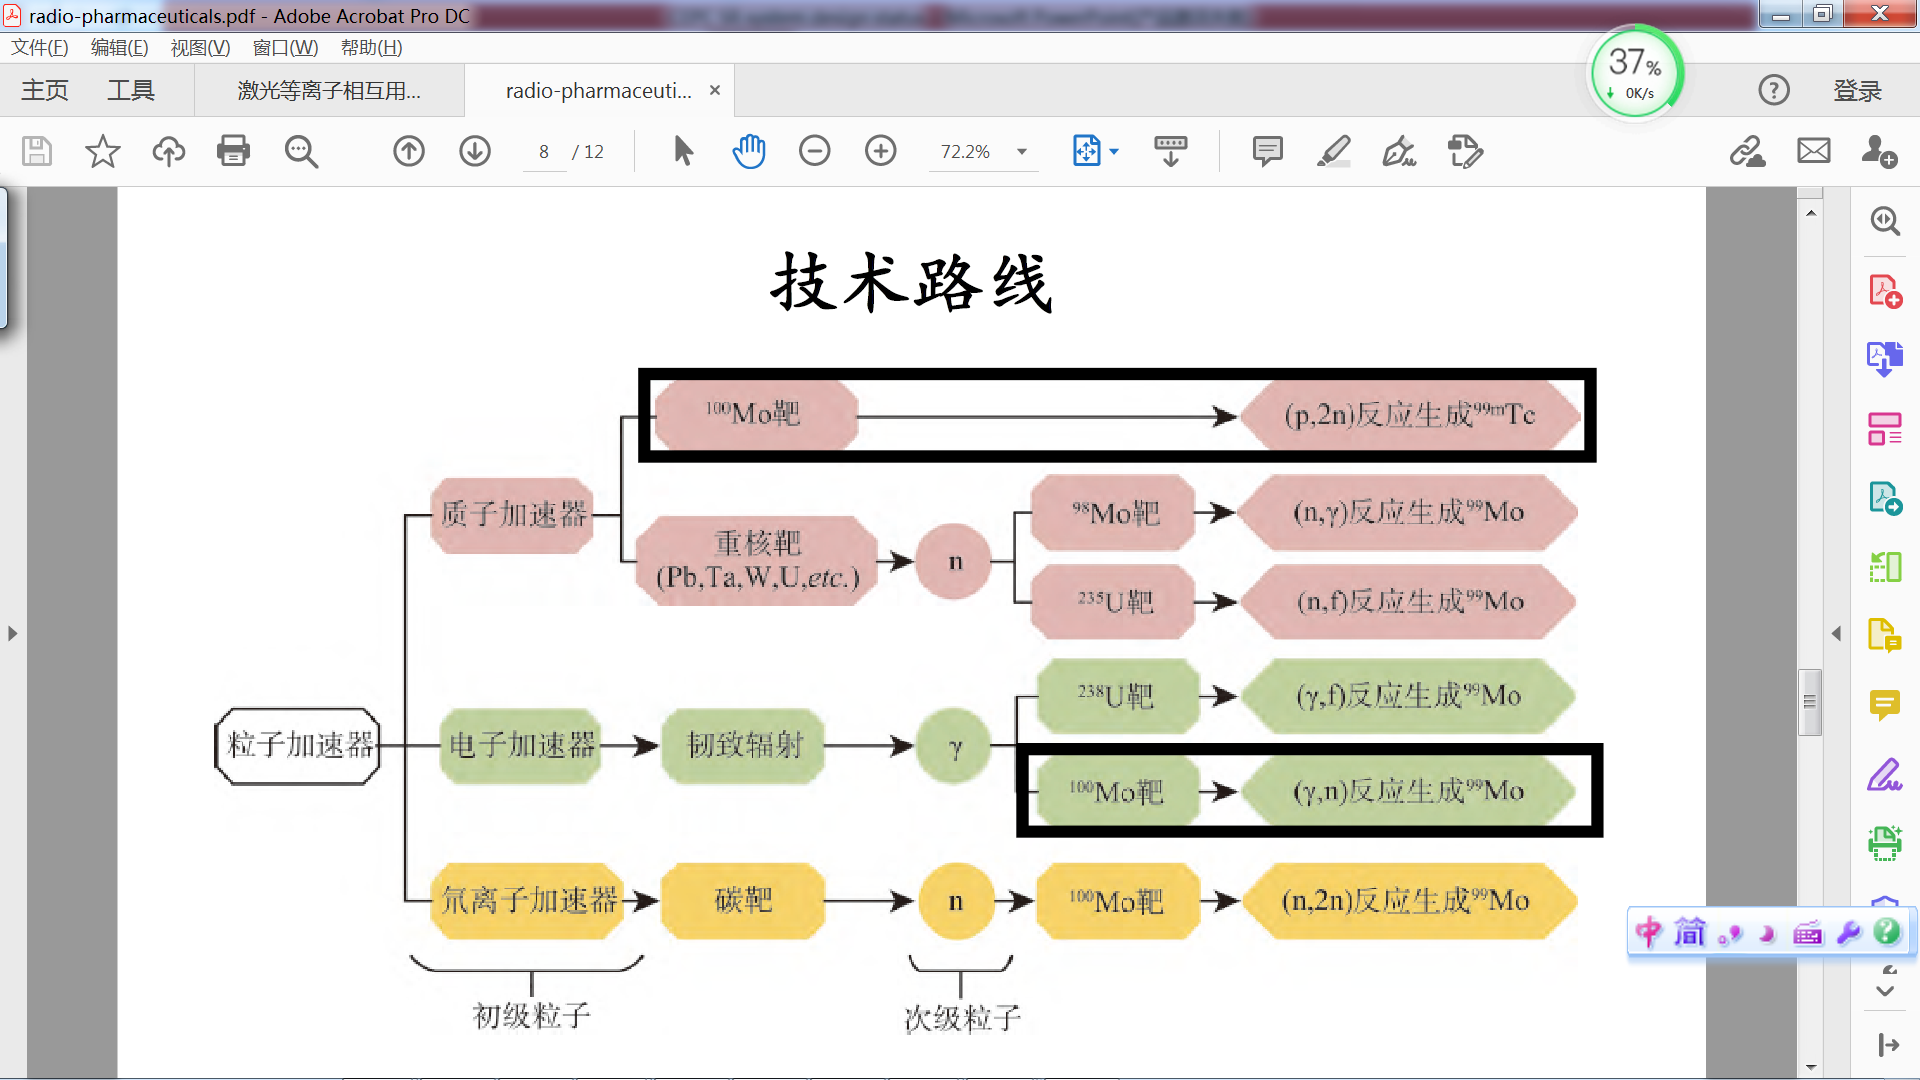 radio-pharmaceuticals.pdf - Adobe Acrobat Pro DC
文件(F) 编辑(E) 视图(V) 窗口(W) 帮助(H)
主页 工具 激光等离子相互用... radio-pharmaceuti... × 登录
37%
0K/s
8 / 12 72.2%
技术路线
¹⁰⁰Mo靶 (p,2n)反应生成⁹⁹ᵐTc
质子加速器
重核靶
(Pb,Ta,W,U,etc.)
n
⁹⁸Mo靶 (n,γ)反应生成⁹⁹Mo
²³⁵U靶 (n,f)反应生成⁹⁹Mo
粒子加速器
电子加速器 韧致辐射 γ
²³⁸U靶 (γ,f)反应生成⁹⁹Mo
¹⁰⁰Mo靶 (γ,n)反应生成⁹⁹Mo
氘离子加速器 碳靶 n ¹⁰⁰Mo靶 (n,2n)反应生成⁹⁹Mo
初级粒子 次级粒子
中 简